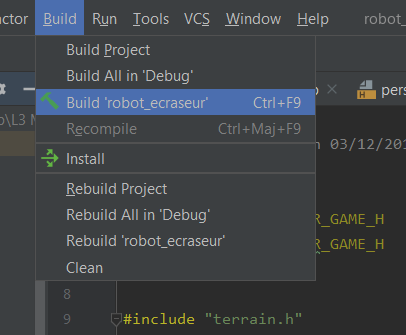 actor Build Run Tools VCS Window Help robot_
Build Project
Build All in 'Debug'
Build 'robot_ecraseur' Ctrl+F9
Recompile Ctrl+Maj+F9
Install
Rebuild Project
Rebuild All in 'Debug'
Rebuild 'robot_ecraseur'
Clean
pers
o\L3 M
n 03/12/201
R_GAME_H
R_GAME_H
8
9 #include "terrain.h"